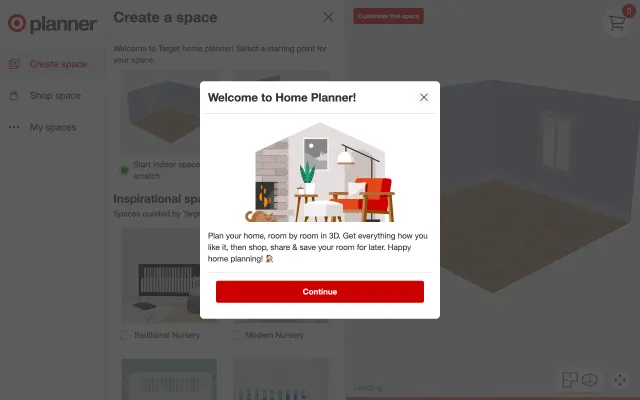 planner
Create space
Shop space
My spaces
Create a space
Welcome to Target home planner! Select a starting point for
your space.
Start indoor space
scratch
Inspirational spa
Spaces curated by Target
Traditional Nursery
Modern Nursery
Customize this space
0
Loading...
Welcome to Home Planner!
Plan your home, room by room in 3D. Get everything how you
like it, then shop, share & save your room for later. Happy
home planning!
Continue